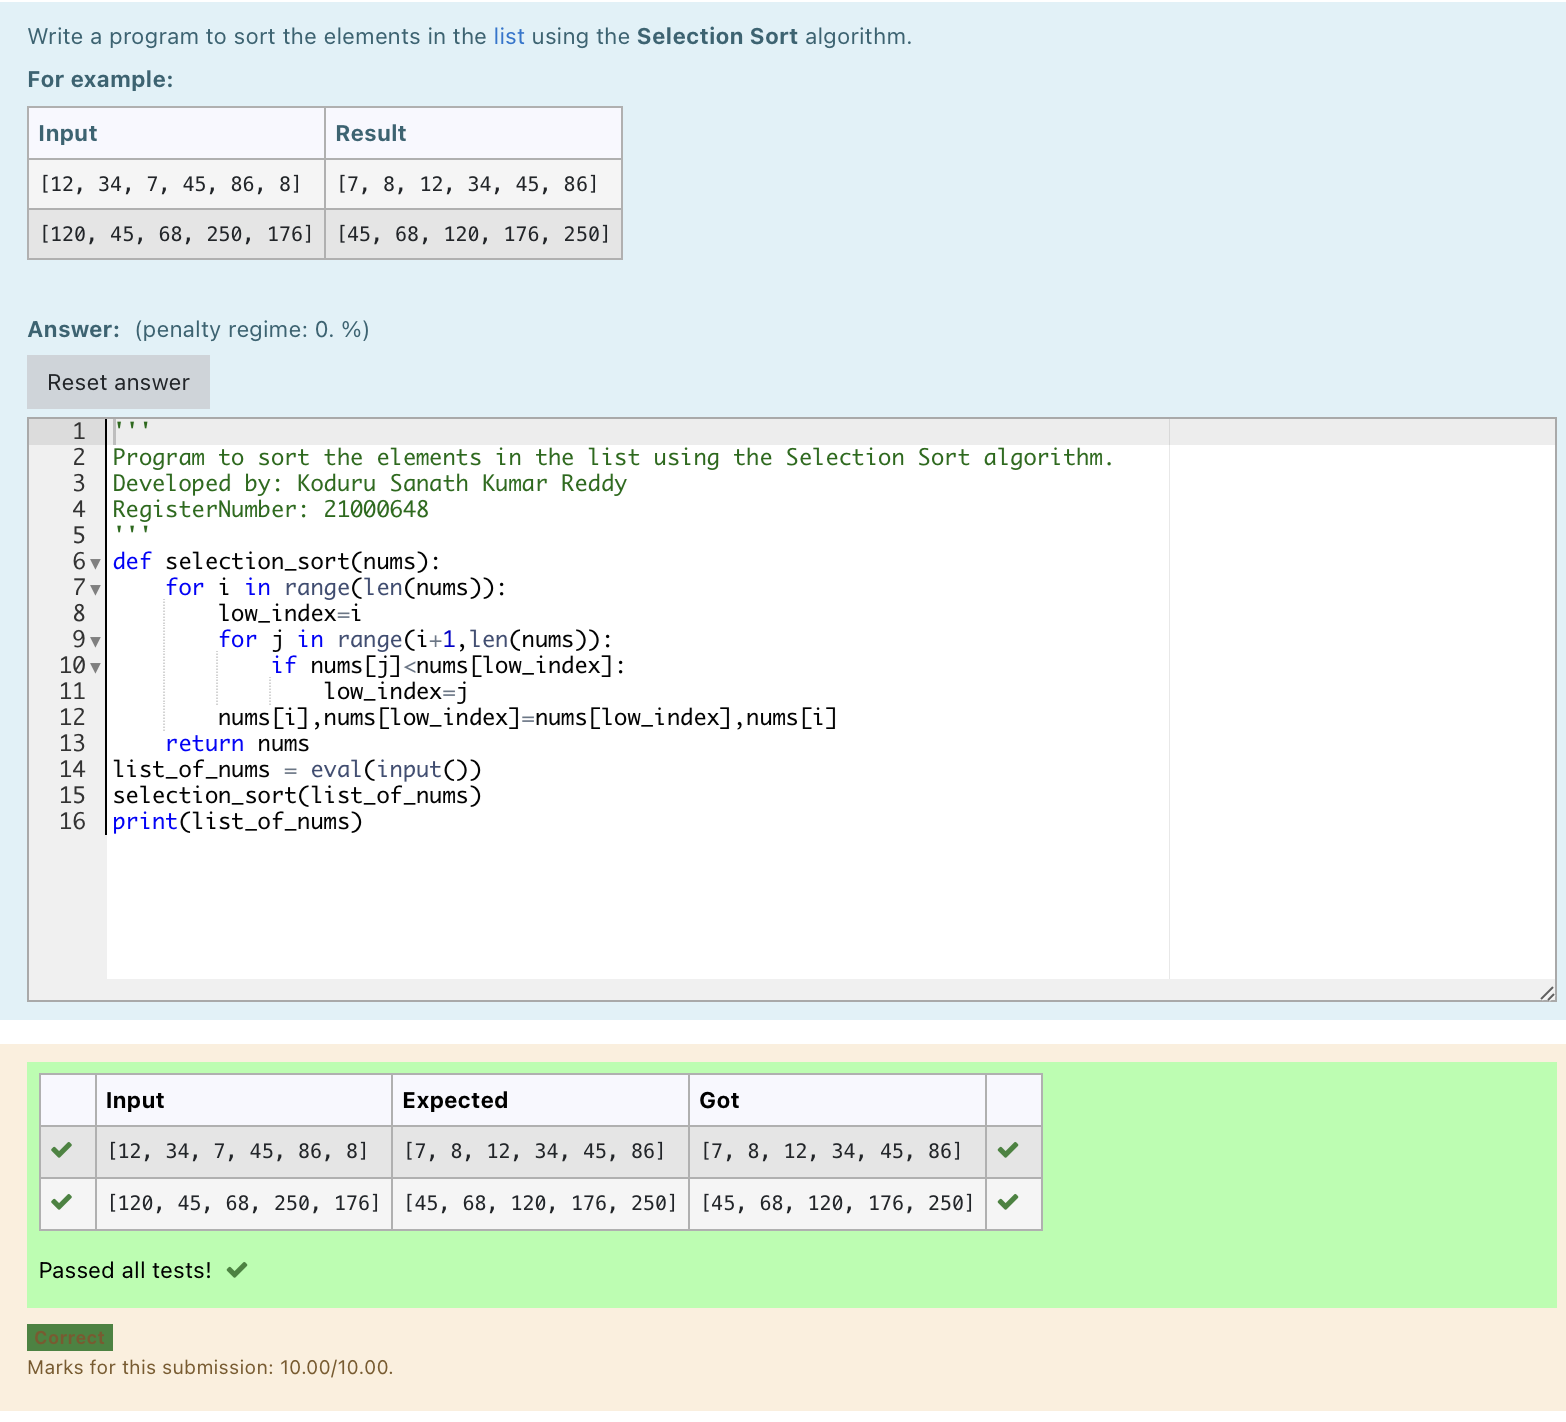 Write a program to sort the elements in the list using the Selection Sort algorithm.
For example:
Input Result
[12, 34, 7, 45, 86, 8] [7, 8, 12, 34, 45, 86]
[120, 45, 68, 250, 176] [45, 68, 120, 176, 250]
Answer: (penalty regime: 0. %)
Reset answer
1 '''
2 Program to sort the elements in the list using the Selection Sort algorithm.
3 Developed by: Koduru Sanath Kumar Reddy
4 RegisterNumber: 21000648
5 '''
6 def selection_sort(nums):
7     for i in range(len(nums)):
8         low_index=i
9         for j in range(i+1,len(nums)):
10             if nums[j]<nums[low_index]:
11                 low_index=j
12         nums[i],nums[low_index]=nums[low_index],nums[i]
13     return nums
14 list_of_nums = eval(input())
15 selection_sort(list_of_nums)
16 print(list_of_nums)
Input Expected Got
[12, 34, 7, 45, 86, 8] [7, 8, 12, 34, 45, 86] [7, 8, 12, 34, 45, 86]
[120, 45, 68, 250, 176] [45, 68, 120, 176, 250] [45, 68, 120, 176, 250]
Passed all tests!
Correct
Marks for this submission: 10.00/10.00.